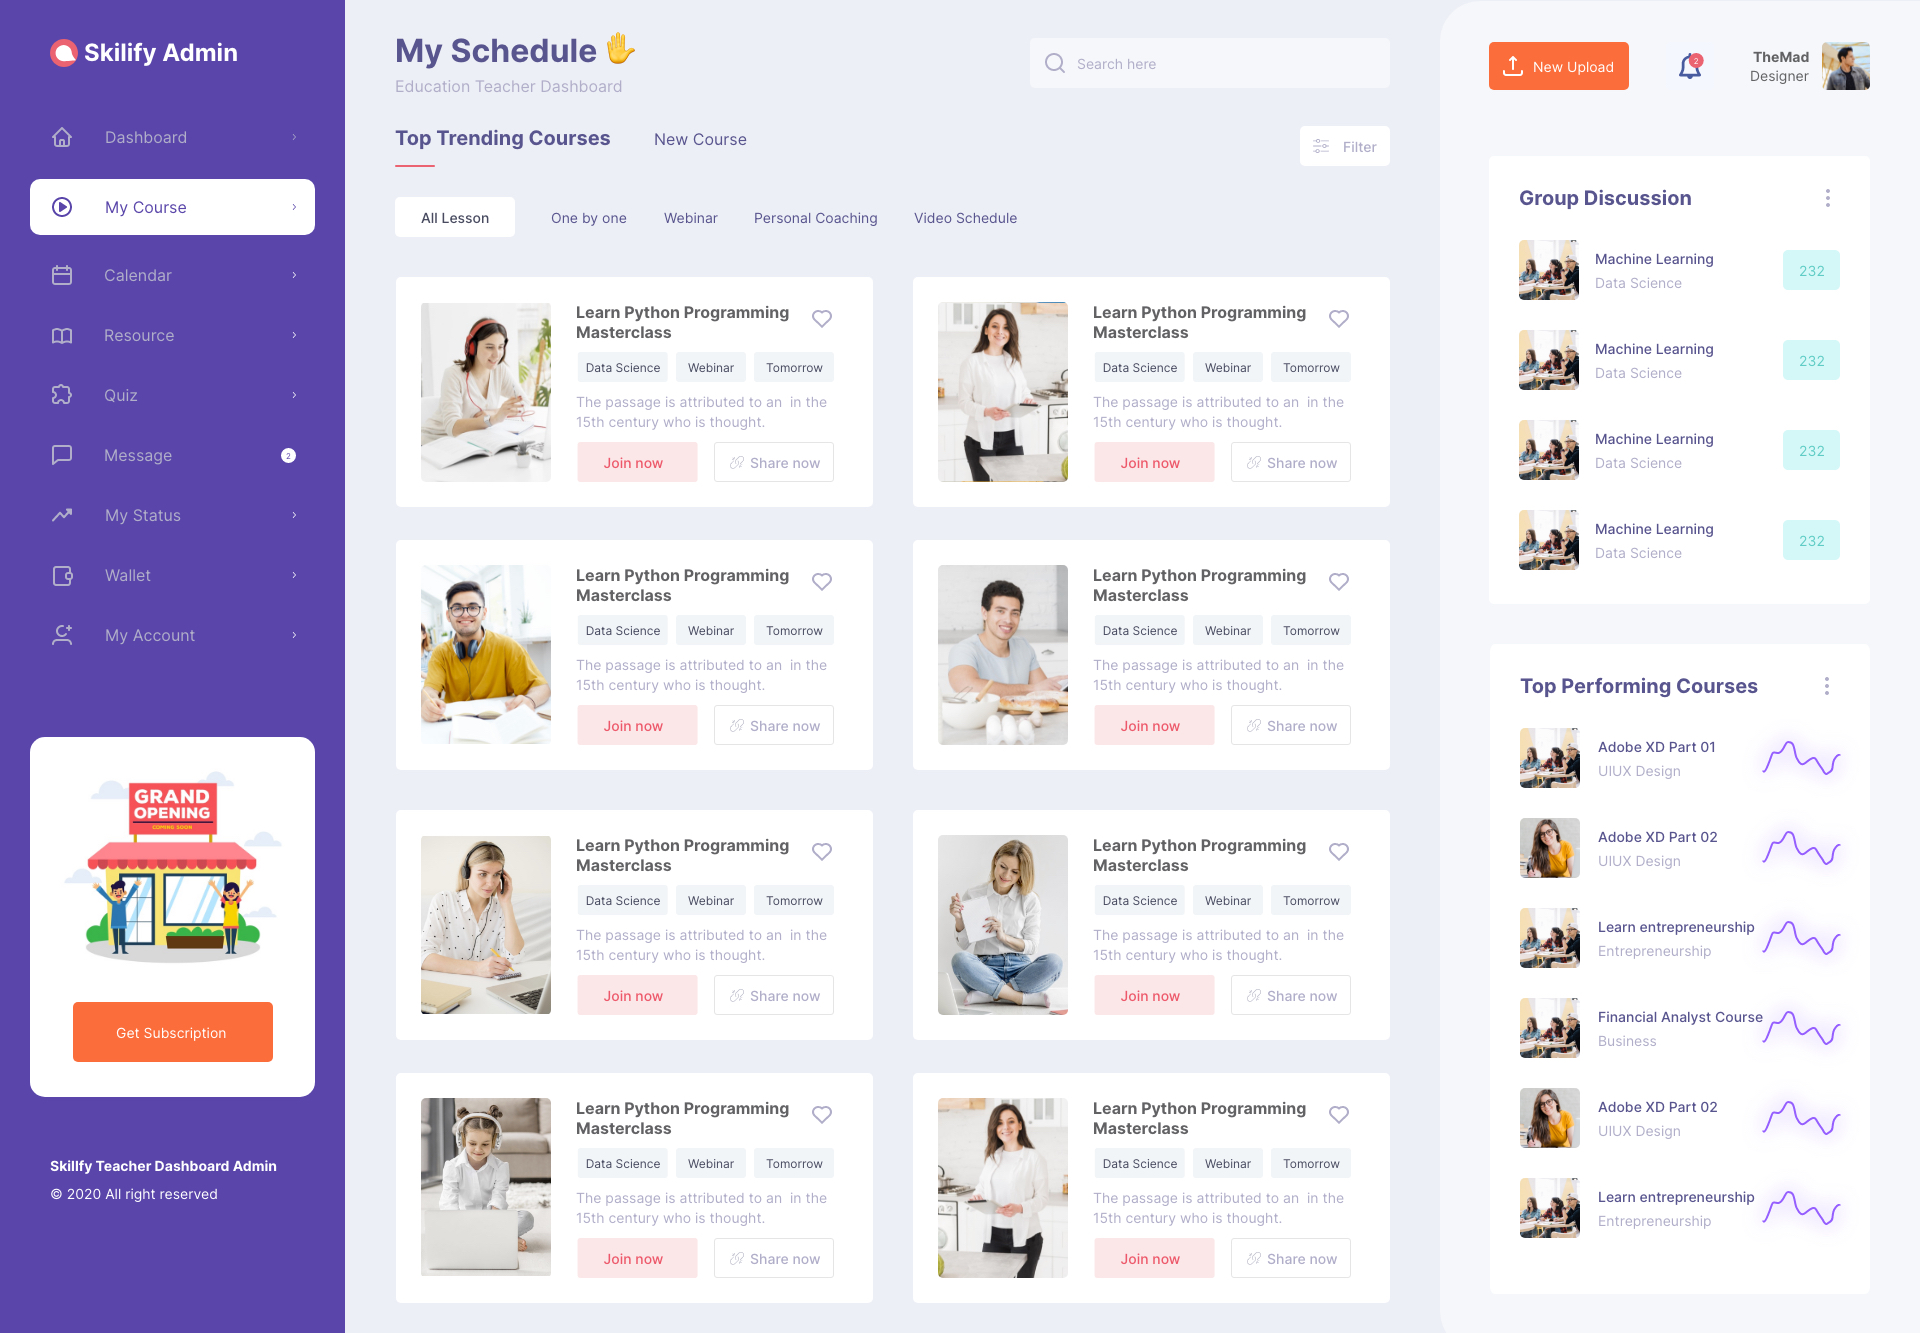 Skilify Admin
Dashboard
My Course
Calendar
Resource
Quiz
Message
2
My Status
Wallet
My Account
GRAND
OPENING
COMING SOON
Get Subscription
Skillfy Teacher Dashboard Admin
© 2020 All right reserved
My Schedule
Education Teacher Dashboard
Search here
Top Trending Courses
New Course
Filter
All Lesson
One by one
Webinar
Personal Coaching
Video Schedule
Learn Python Programming
Masterclass
Data Science
Webinar
Tomorrow
The passage is attributed to an in the
15th century who is thought.
Join now
Share now
Learn Python Programming
Masterclass
Data Science
Webinar
Tomorrow
The passage is attributed to an in the
15th century who is thought.
Join now
Share now
Learn Python Programming
Masterclass
Data Science
Webinar
Tomorrow
The passage is attributed to an in the
15th century who is thought.
Join now
Share now
Learn Python Programming
Masterclass
Data Science
Webinar
Tomorrow
The passage is attributed to an in the
15th century who is thought.
Join now
Share now
Learn Python Programming
Masterclass
Data Science
Webinar
Tomorrow
The passage is attributed to an in the
15th century who is thought.
Join now
Share now
Learn Python Programming
Masterclass
Data Science
Webinar
Tomorrow
The passage is attributed to an in the
15th century who is thought.
Join now
Share now
Learn Python Programming
Masterclass
Data Science
Webinar
Tomorrow
The passage is attributed to an in the
15th century who is thought.
Join now
Share now
Learn Python Programming
Masterclass
Data Science
Webinar
Tomorrow
The passage is attributed to an in the
15th century who is thought.
Join now
Share now
New Upload
2
TheMad
Designer
Group Discussion
Machine Learning
Data Science
232
Machine Learning
Data Science
232
Machine Learning
Data Science
232
Machine Learning
Data Science
232
Top Performing Courses
Adobe XD Part 01
UIUX Design
Adobe XD Part 02
UIUX Design
Learn entrepreneurship
Entrepreneurship
Financial Analyst Course
Business
Adobe XD Part 02
UIUX Design
Learn entrepreneurship
Entrepreneurship